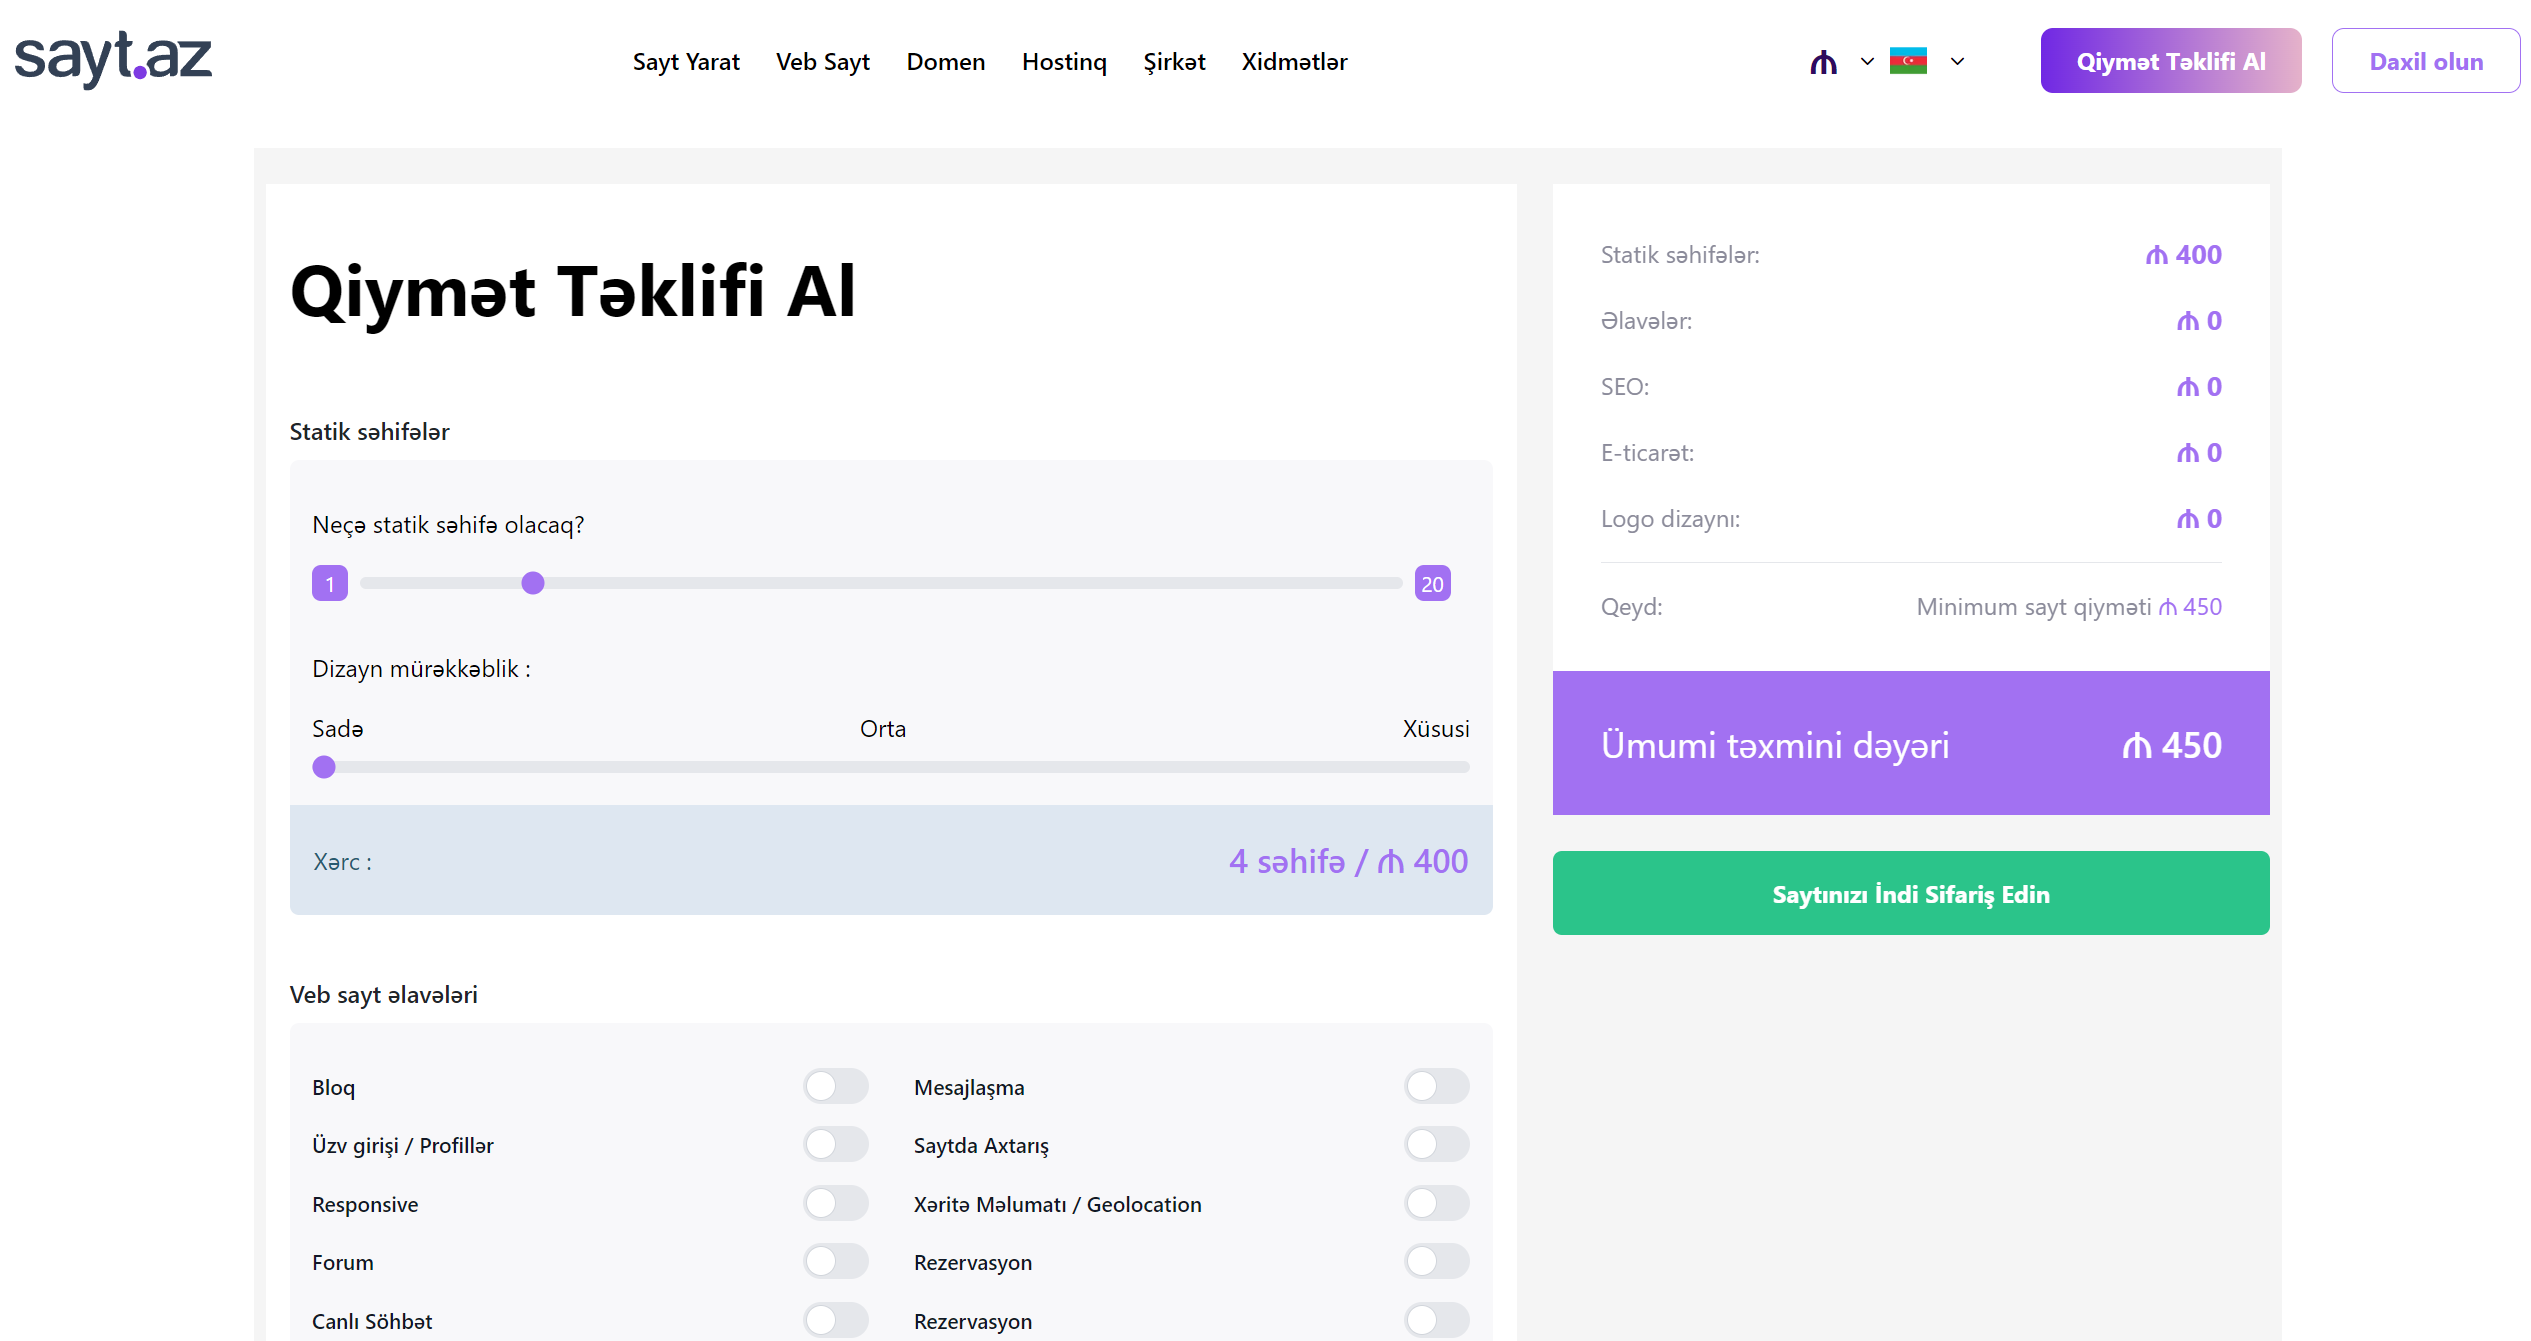 sayt.az
Sayt Yarat
Veb Sayt
Domen
Hostinq
Şirkət
Xidmətlər
₼
Qiymət Təklifi Al
Daxil olun
Qiymət Təklifi Al
Statik səhifələr
Neçə statik səhifə olacaq?
1
20
Dizayn mürəkkəblik :
Sadə
Orta
Xüsusi
Xərc :
4 səhifə / ₼ 400
Veb sayt əlavələri
Bloq
Mesajlaşma
Üzv girişi / Profillər
Saytda Axtarış
Responsive
Xəritə Məlumatı / Geolocation
Forum
Rezervasyon
Canlı Söhbət
Rezervasyon
Statik səhifələr:
₼ 400
Əlavələr:
₼ 0
SEO:
₼ 0
E-ticarət:
₼ 0
Logo dizaynı:
₼ 0
Qeyd:
Minimum sayt qiyməti ₼ 450
Ümumi təxmini dəyəri
₼ 450
Saytınızı İndi Sifariş Edin